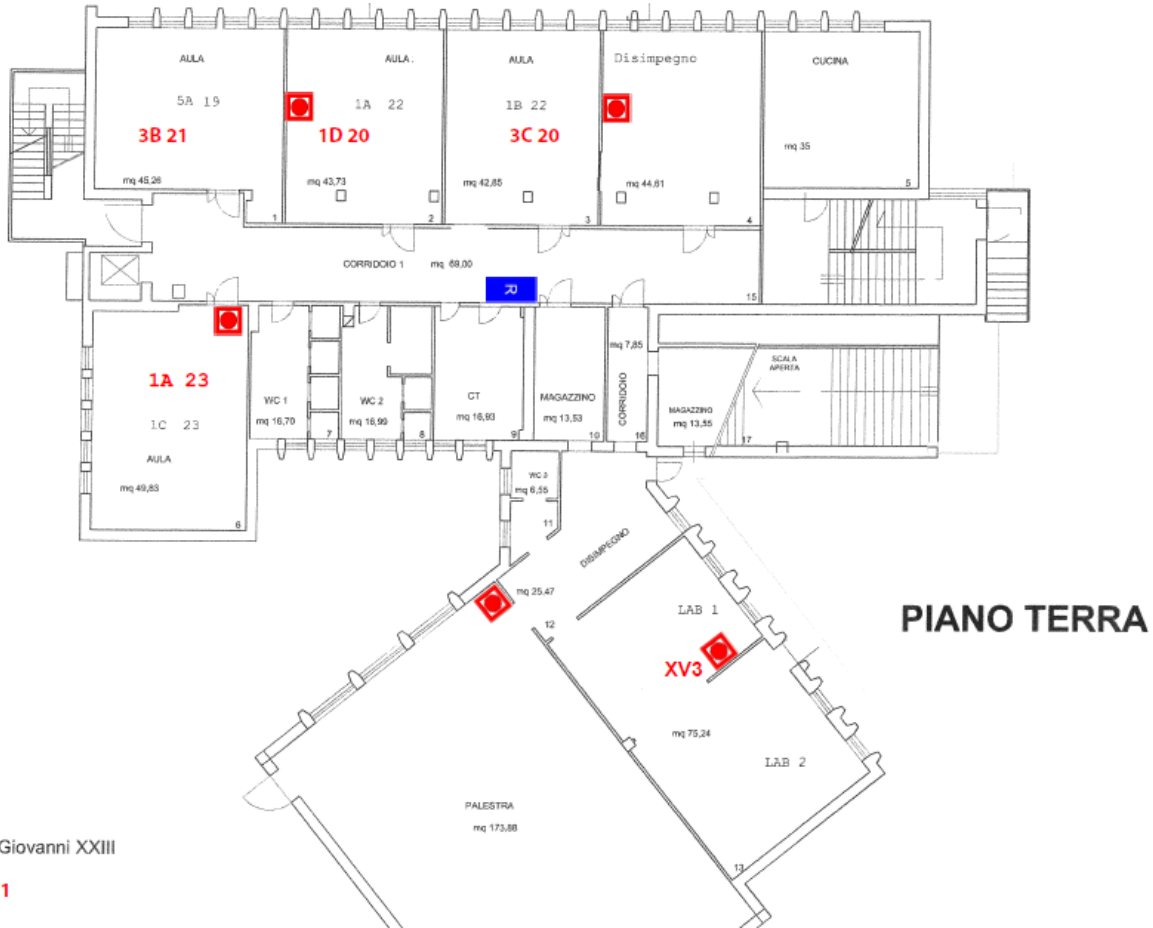 AULA
5A 19
3B 21
mq 45,26
1
AULA.
1A 22
1D 20
mq 43,73
2
AULA
1B 22
3C 20
mq 42,85
3
Disimpegno
mq 44,61
4
CUCINA
mq 35
5
CORRIDOIO 1 mq 69,00
R
15
1A 23
1C 23
AULA
mq 49,83
6
WC 1
mq 16,70
7
WC 2
mq 16,99
8
CT
mq 16,93
9
MAGAZZINO
mq 13,53
10
mq 7,85
CORRIDOIO
16
MAGAZZINO
mq 13,55
SCALA
APERTA
17
WC 3
mq 6,55
11
DISIMPEGNO
mq 25,47
12
LAB 1
XV3
mq 75,24
LAB 2
13
PIANO TERRA
PALESTRA
mq 173,88
Giovanni XXIII
1